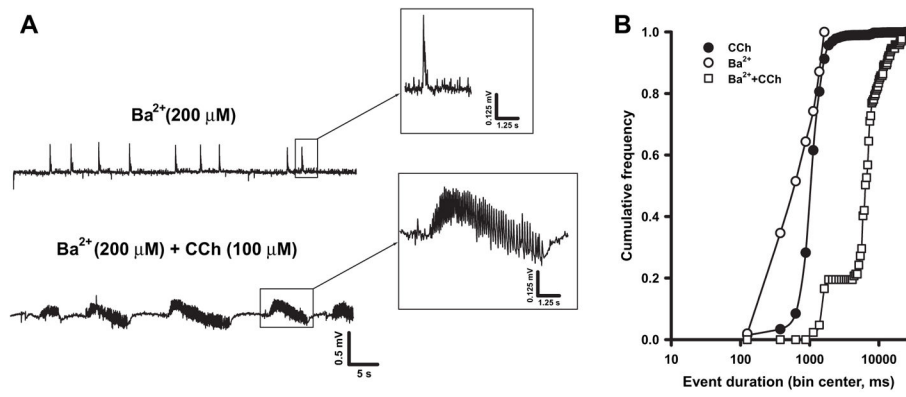 A
B
Ba2+(200 μM)
0.125 mV
1.25 s
Ba2+ (200 μM) + CCh (100 μM)
0.125 mV
1.25 s
0.5 mV
5 s
CCh
Ba2+
Ba2++CCh
Cumulative frequency
1.0
0.8
0.6
0.4
0.2
0.0
10 100 1000 10000
Event duration (bin center, ms)